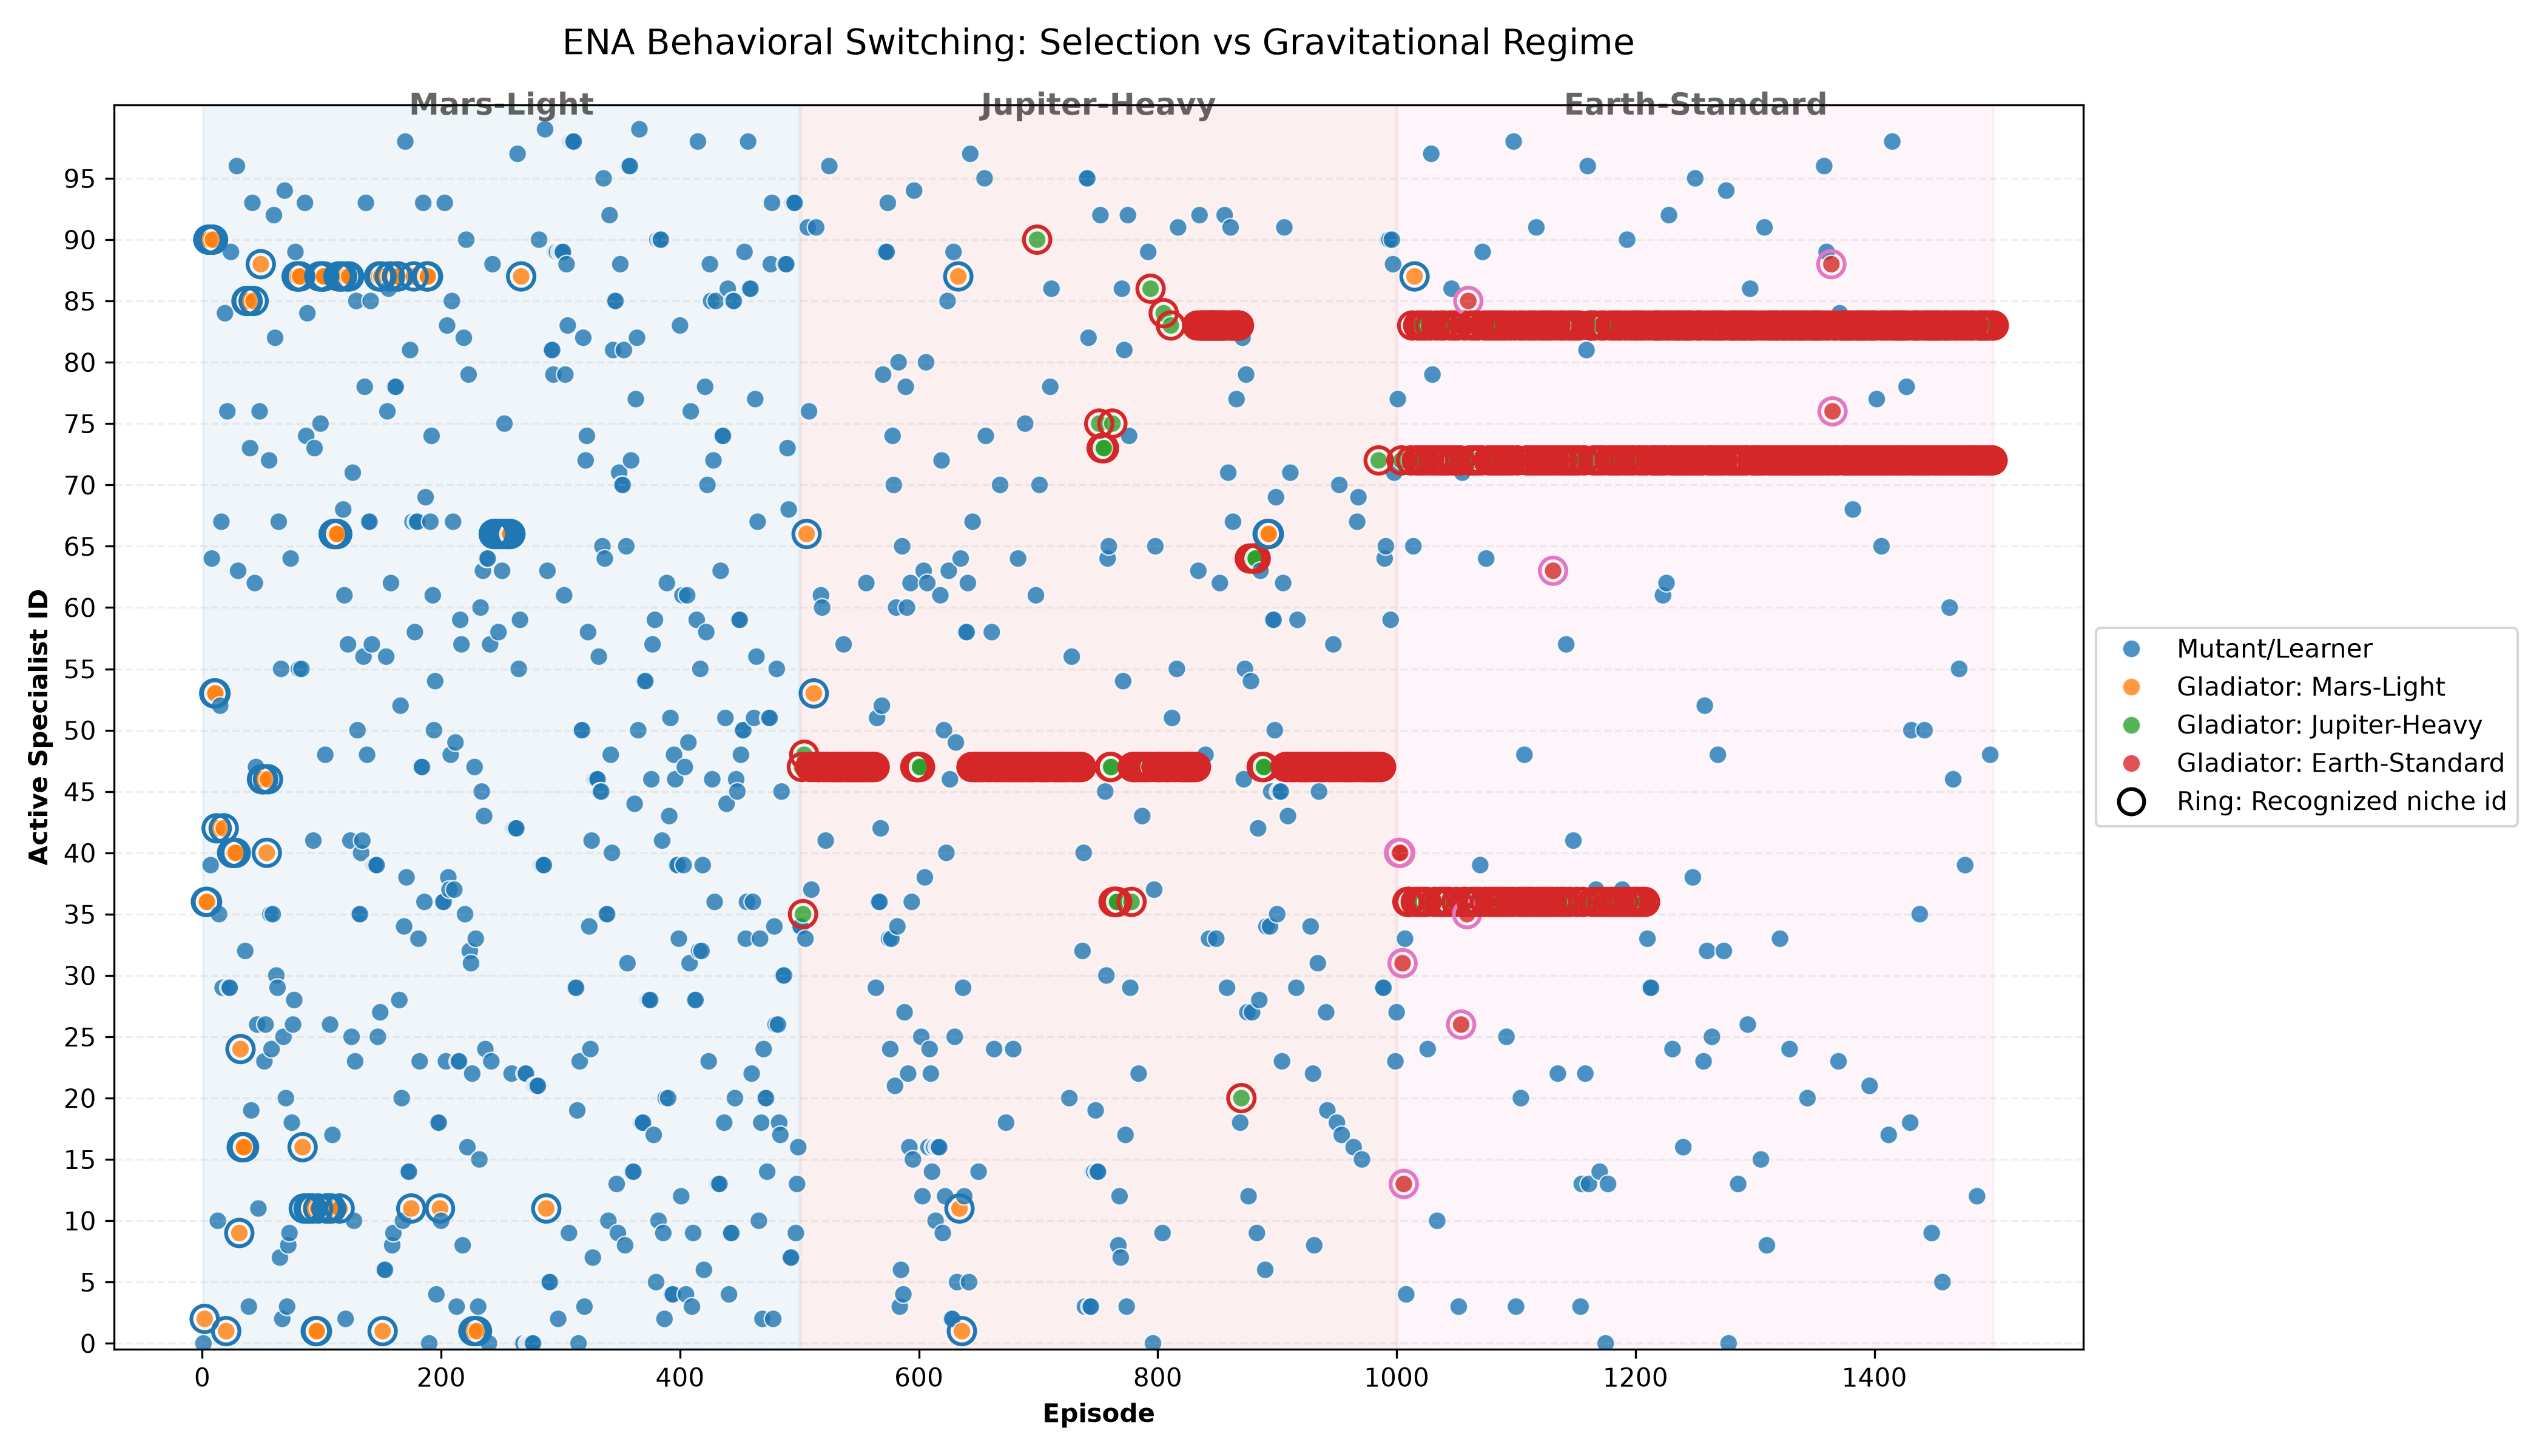 ENA Behavioral Switching: Selection vs Gravitational Regime
Mars-Light
Jupiter-Heavy
Earth-Standard
95
90
85
80
75
70
65
60
55
50
45
40
35
30
25
20
15
10
5
0
Active Specialist ID
0
200
400
600
800
1000
1200
1400
Episode
Mutant/Learner
Gladiator: Mars-Light
Gladiator: Jupiter-Heavy
Gladiator: Earth-Standard
Ring: Recognized niche id